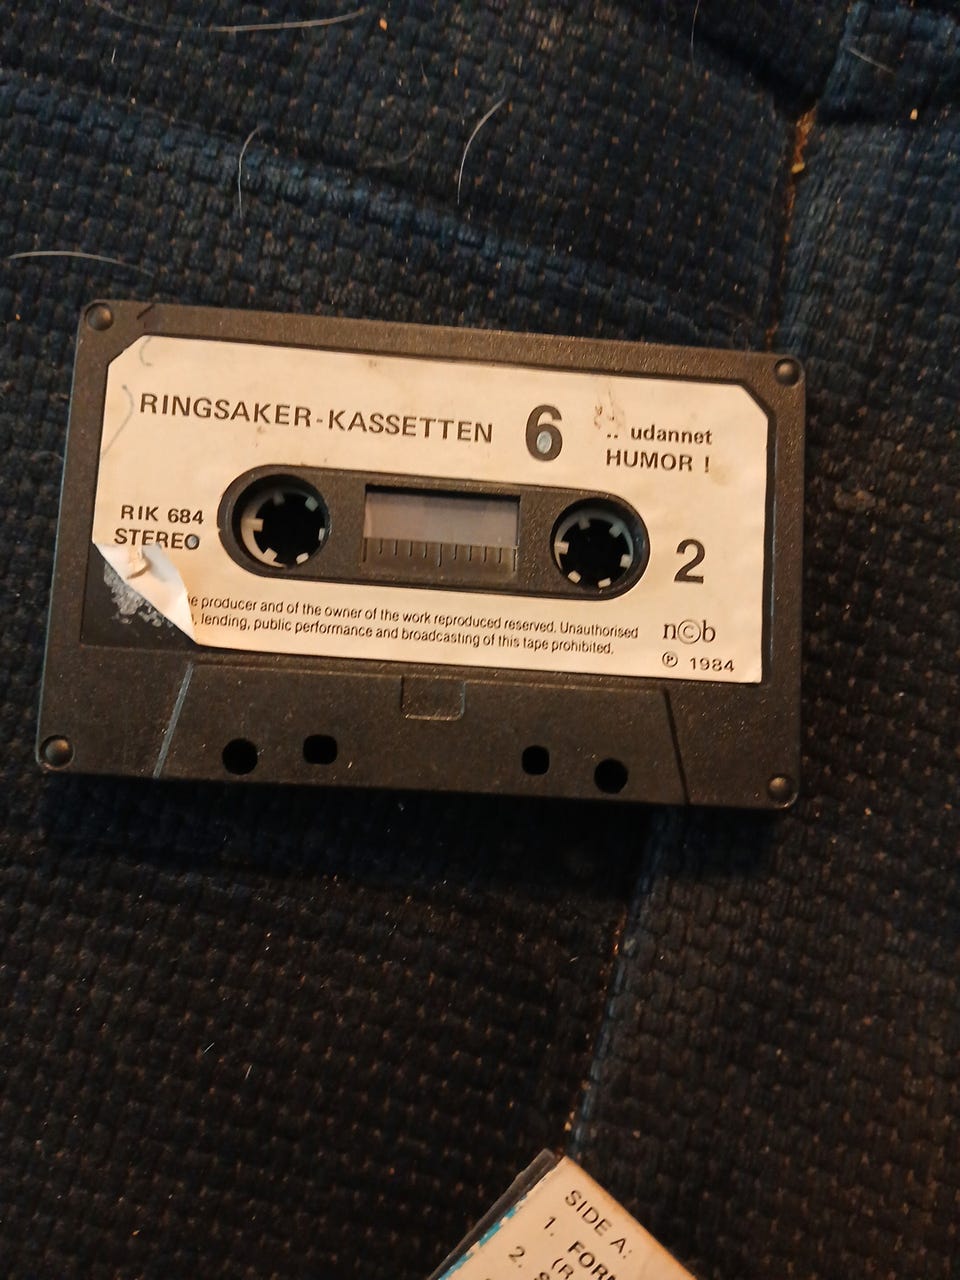 RINGSAKER-KASSETTEN 6 .. udannet
HUMOR !
RIK 684
STEREO
2
e producer and of the owner of the work reproduced reserved. Unauthorised
, lending, public performance and broadcasting of this tape prohibited.
n©b
℗ 1984
SIDE A:
1. FOR
(R
2. S